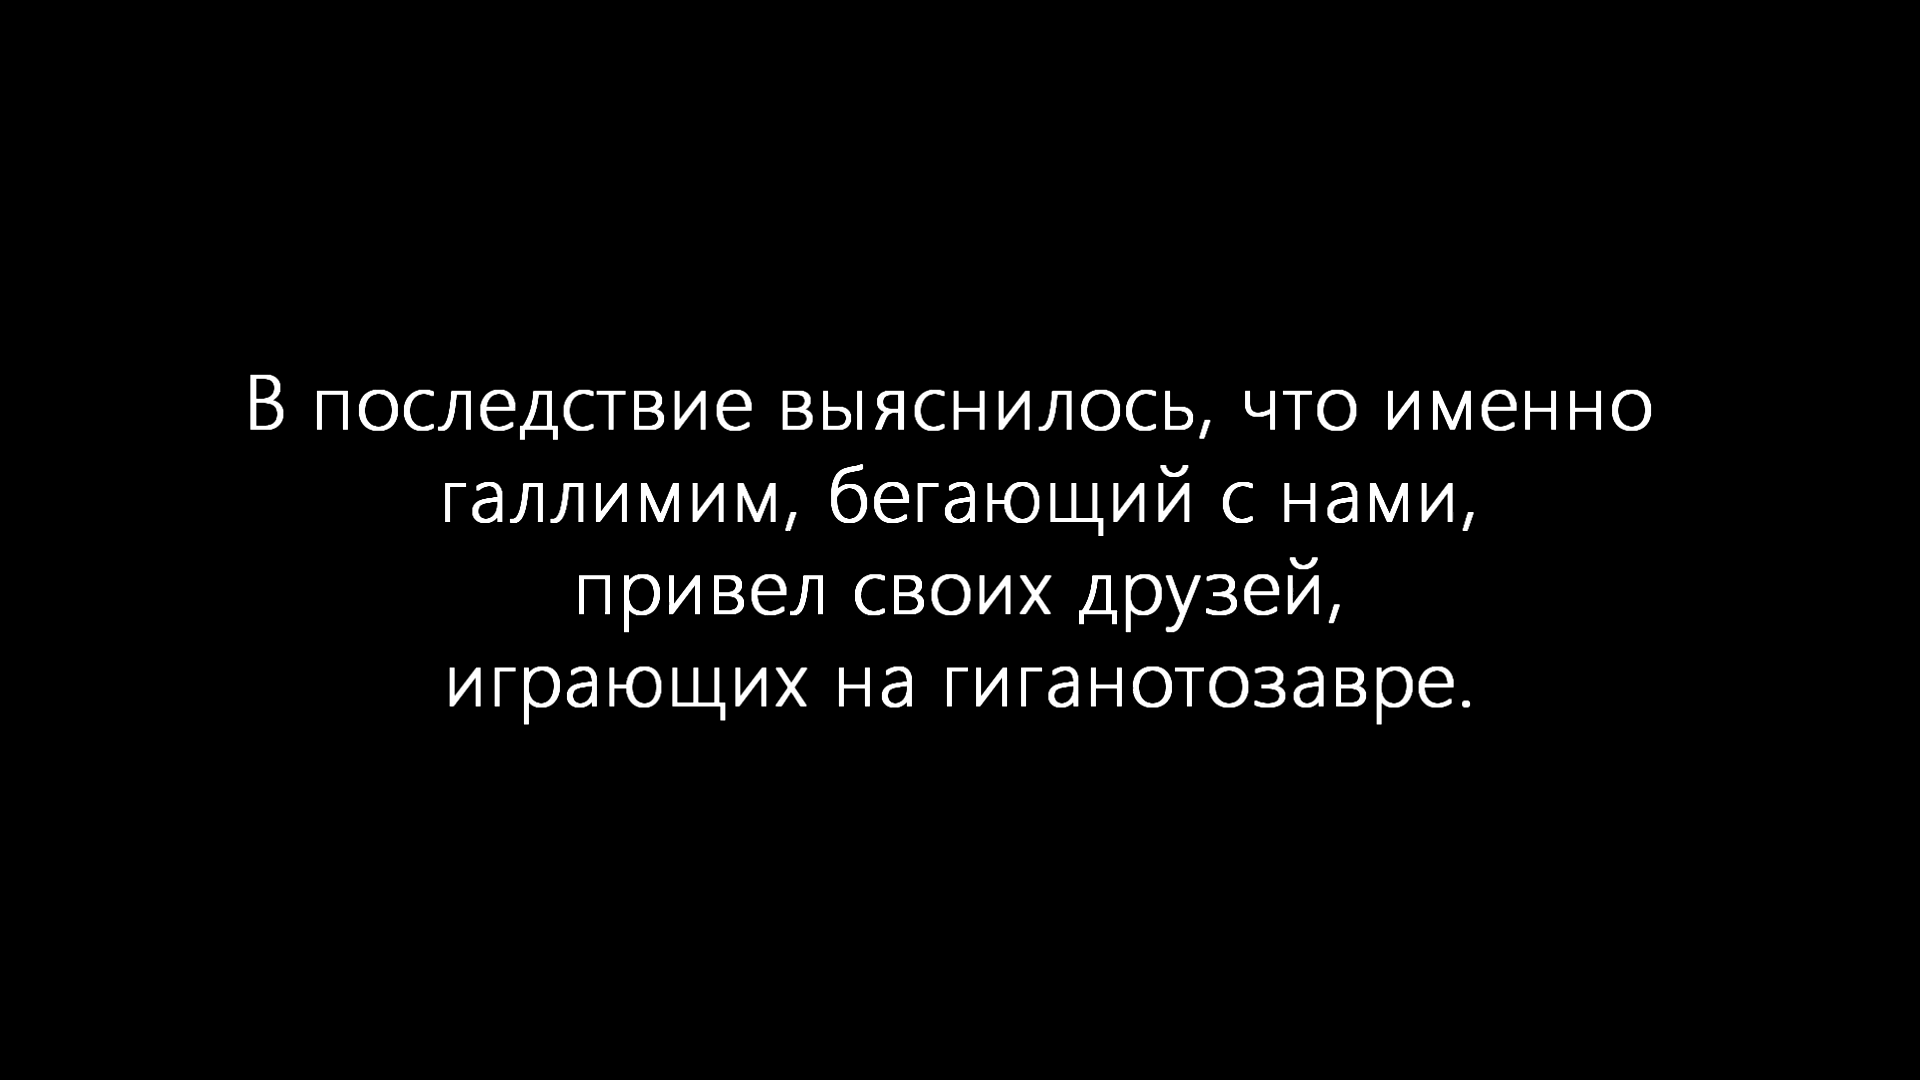 В последствие выяснилось, что именно
галлимим, бегающий с нами,
привел своих друзей,
играющих на гиганотозавре.